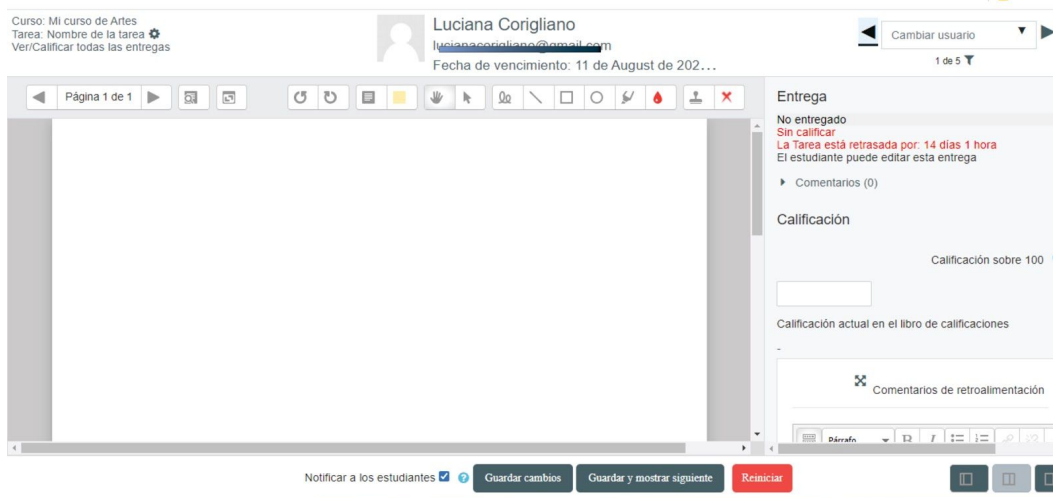 Curso: Mi curso de Artes
Tarea: Nombre de la tarea
Ver/Calificar todas las entregas
Luciana Corigliano
Fecha de vencimiento: 11 de August de 202...
Cambiar usuario
1 de 5
Página 1 de 1
Entrega
No entregado
Sin calificar
La Tarea está retrasada por: 14 días 1 hora
El estudiante puede editar esta entrega
Comentarios (0)
Calificación
Calificación sobre 100
Calificación actual en el libro de calificaciones
-
Comentarios de retroalimentación
Párrafo B I
Notificar a los estudiantes Guardar cambios Guardar y mostrar siguiente Reiniciar